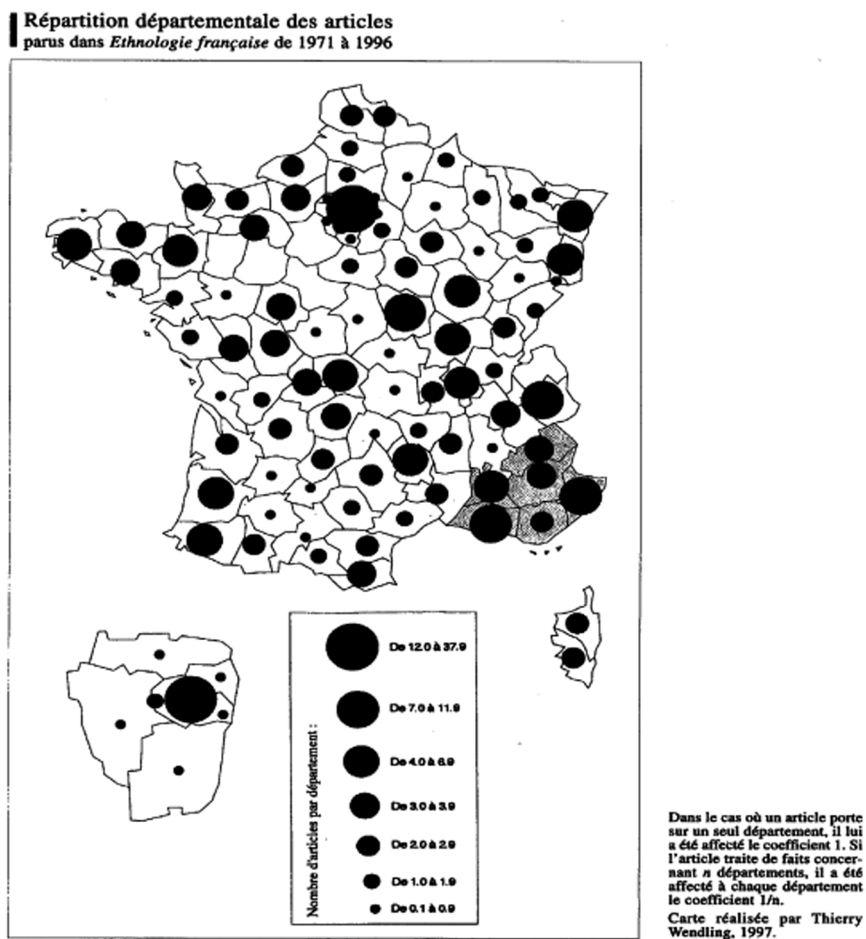 Répartition départementale des articles
parus dans Ethnologie française de 1971 à 1996
Nombre d'articles par département :
De 12.0 à 37.9
De 7.0 à 11.9
De 4.0 à 6.9
De 3.0 à 3.9
De 2.0 à 2.9
De 1.0 à 1.9
De 0.1 à 0.9
Dans le cas où un article porte
sur un seul département, il lui
a été affecté le coefficient 1. Si
l'article traite de faits concer-
nant n départements, il a été
affecté à chaque département
le coefficient 1/n.
Carte réalisée par Thierry
Wendling, 1997.